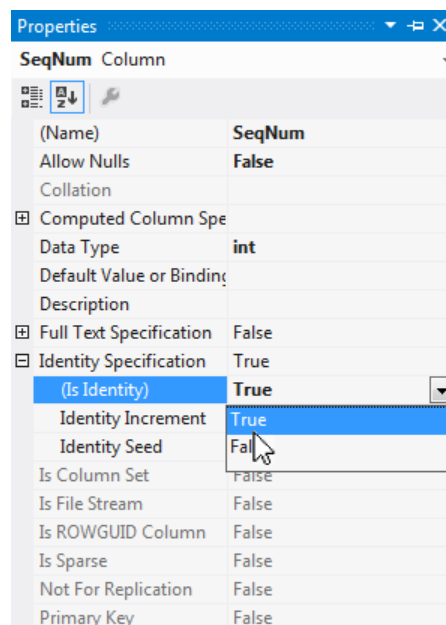 Properties
SeqNum Column
(Name) SeqNum
Allow Nulls False
Collation
Computed Column Spe
Data Type int
Default Value or Binding
Description
Full Text Specification False
Identity Specification True
(Is Identity) True
Identity Increment True
Identity Seed Fal
Is Column Set False
Is File Stream False
Is ROWGUID Column False
Is Sparse False
Not For Replication False
Primary Key False